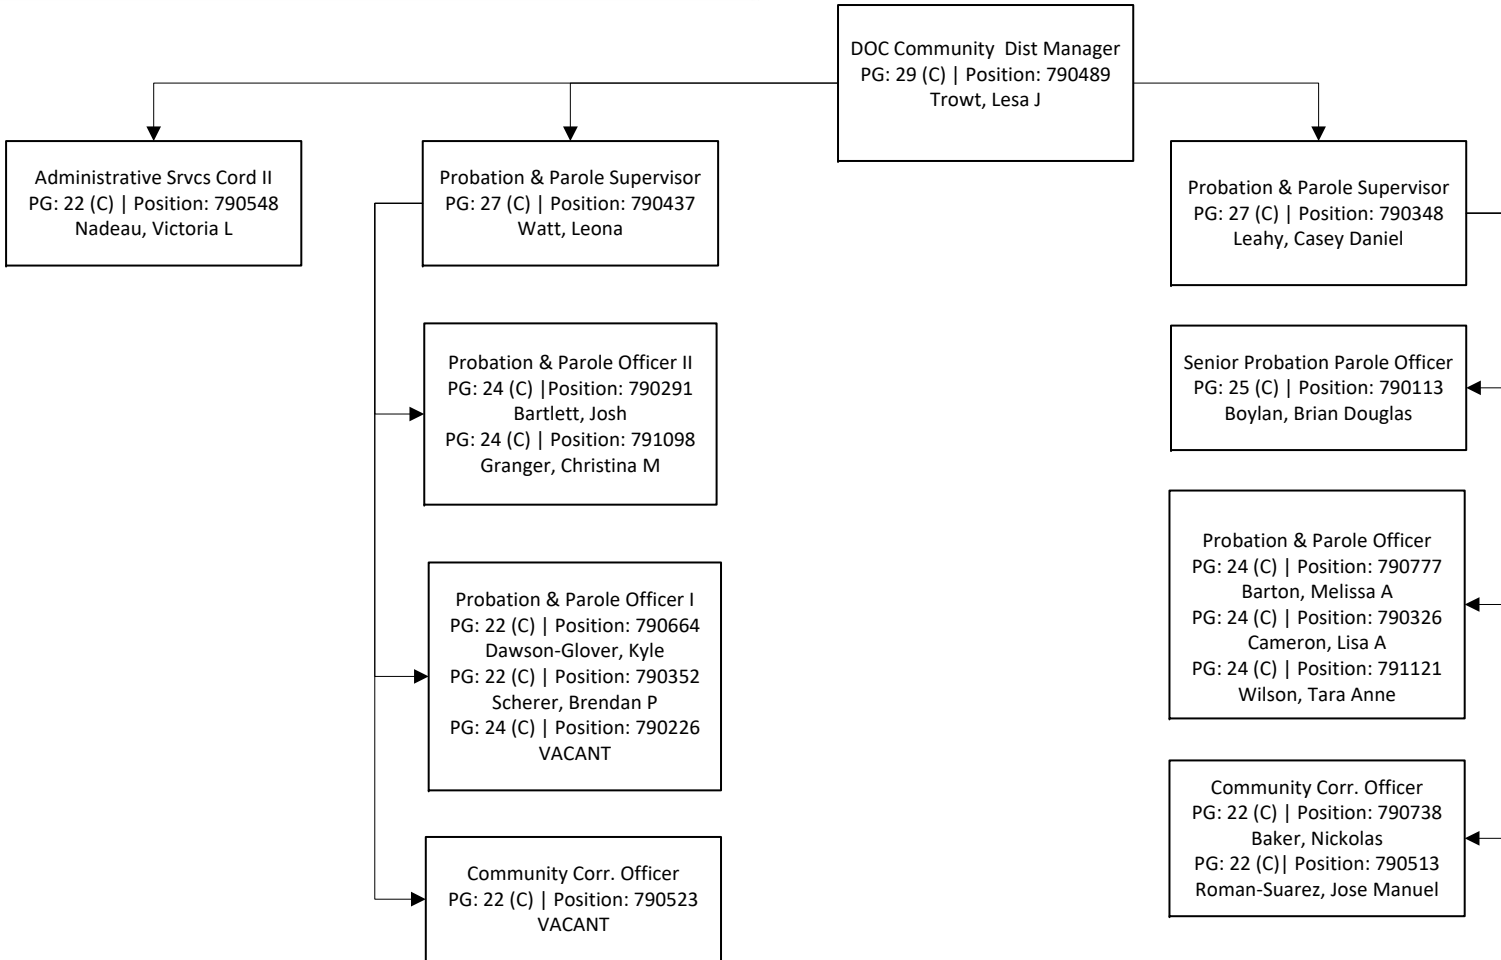 DOC Community  Dist Manager
PG: 29 (C) | Position: 790489
Trowt, Lesa J
Administrative Srvcs Cord II
PG: 22 (C) | Position: 790548
Nadeau, Victoria L
Probation & Parole Supervisor
PG: 27 (C) | Position: 790437
Watt, Leona
Probation & Parole Supervisor
PG: 27 (C) | Position: 790348
Leahy, Casey Daniel
Probation & Parole Officer II
PG: 24 (C) |Position: 790291
Bartlett, Josh
PG: 24 (C) | Position: 791098
Granger, Christina M
Senior Probation Parole Officer
PG: 25 (C) | Position: 790113
Boylan, Brian Douglas
Probation & Parole Officer I
PG: 22 (C) | Position: 790664
Dawson-Glover, Kyle
PG: 22 (C) | Position: 790352
Scherer, Brendan P
PG: 24 (C) | Position: 790226
VACANT
Probation & Parole Officer
PG: 24 (C) | Position: 790777
Barton, Melissa A
PG: 24 (C) | Position: 790326
Cameron, Lisa A
PG: 24 (C) | Position: 791121
Wilson, Tara Anne
Community Corr. Officer
PG: 22 (C) | Position: 790523
VACANT
Community Corr. Officer
PG: 22 (C) | Position: 790738
Baker, Nickolas
PG: 22 (C)| Position: 790513
Roman-Suarez, Jose Manuel